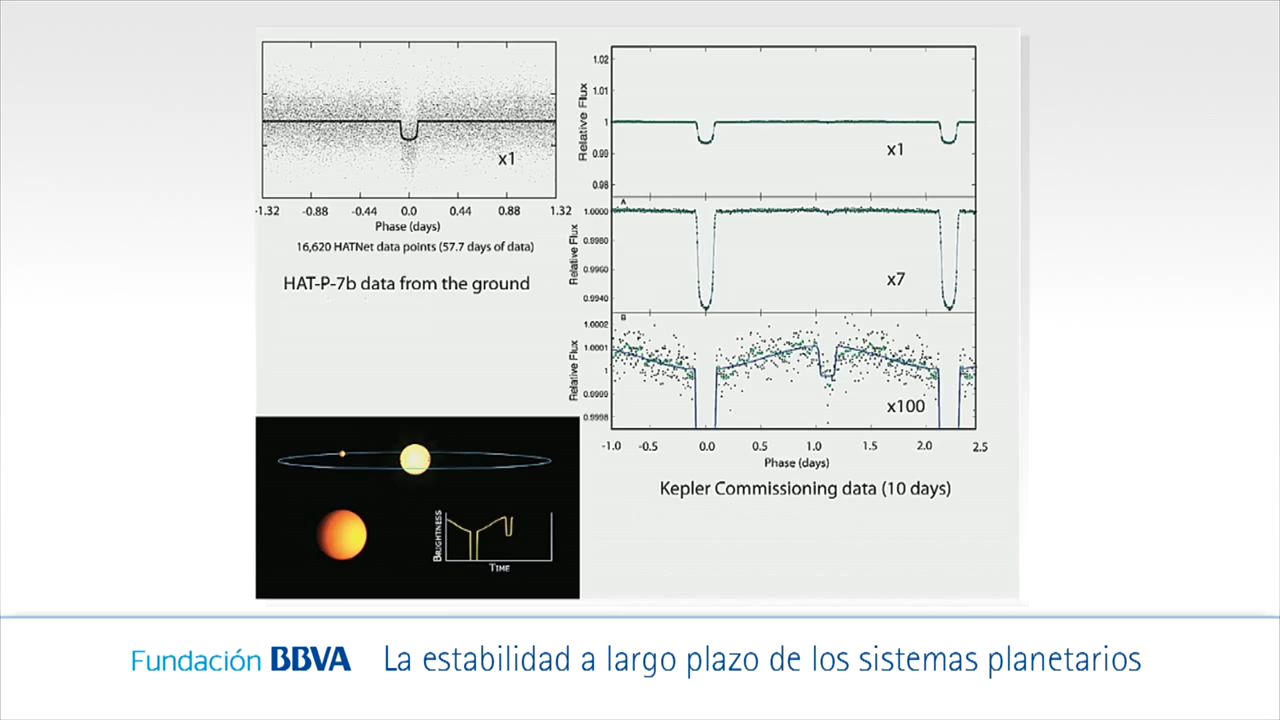 x1
-1.32 -0.88 -0.44 0.0 0.44 0.88 1.32
Phase (days)
16,620 HATNet data points (57.7 days of data)
HAT-P-7b data from the ground
BRIGHTNESS
TIME
Relative Flux
1.02
1.01
1
0.99
0.98
x1
A
Relative Flux
1.0000
0.9980
0.9960
0.9940
x7
B
Relative Flux
1.0002
1.0001
1
0.9999
0.9998
x100
-1.0 -0.5 0.0 0.5 1.0 1.5 2.0 2.5
Phase (days)
Kepler Commissioning data (10 days)
Fundación BBVA La estabilidad a largo plazo de los sistemas planetarios